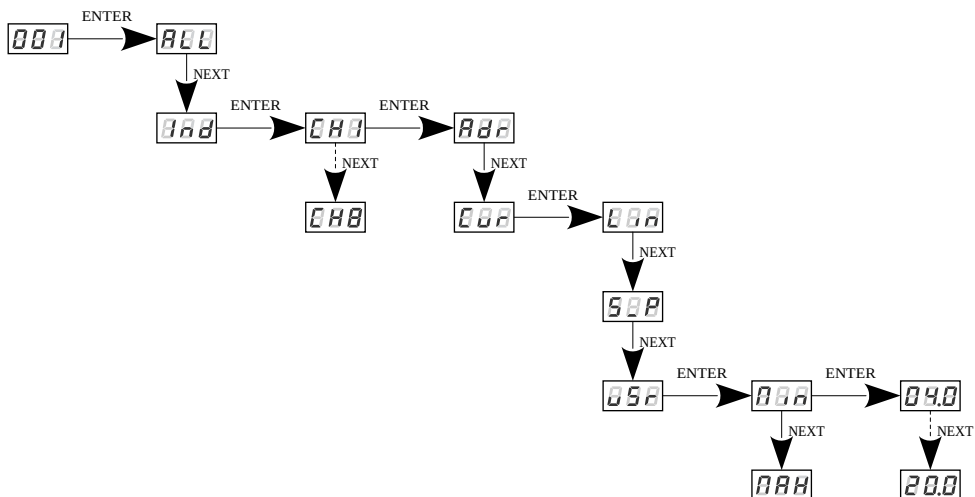 ENTER
001 ALL
NEXT
ENTER ENTER
Ind CH1 Adr
NEXT NEXT
ENTER
CH8 Cur Lin
NEXT
S_P
NEXT
ENTER ENTER
uSr Min 04.0
NEXT NEXT
MAH 20.0